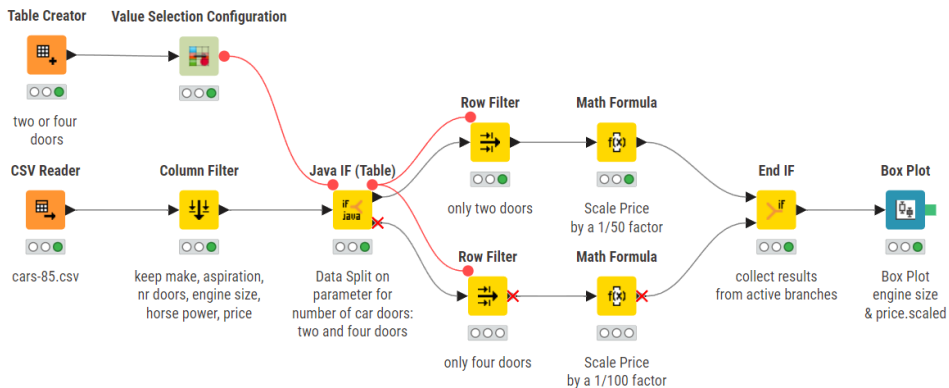 Table Creator
Value Selection Configuration
two or four
doors
Row Filter
Math Formula
f(x)
only two doors
Scale Price
by a 1/50 factor
CSV Reader
Column Filter
Java IF (Table)
End IF
Box Plot
IF
java
IF
cars-85.csv
keep make, aspiration,
nr doors, engine size,
horse power, price
Data Split on
parameter for
number of car doors:
two and four doors
collect results
from active branches
Box Plot
engine size
& price.scaled
Row Filter
Math Formula
f(x)
only four doors
Scale Price
by a 1/100 factor